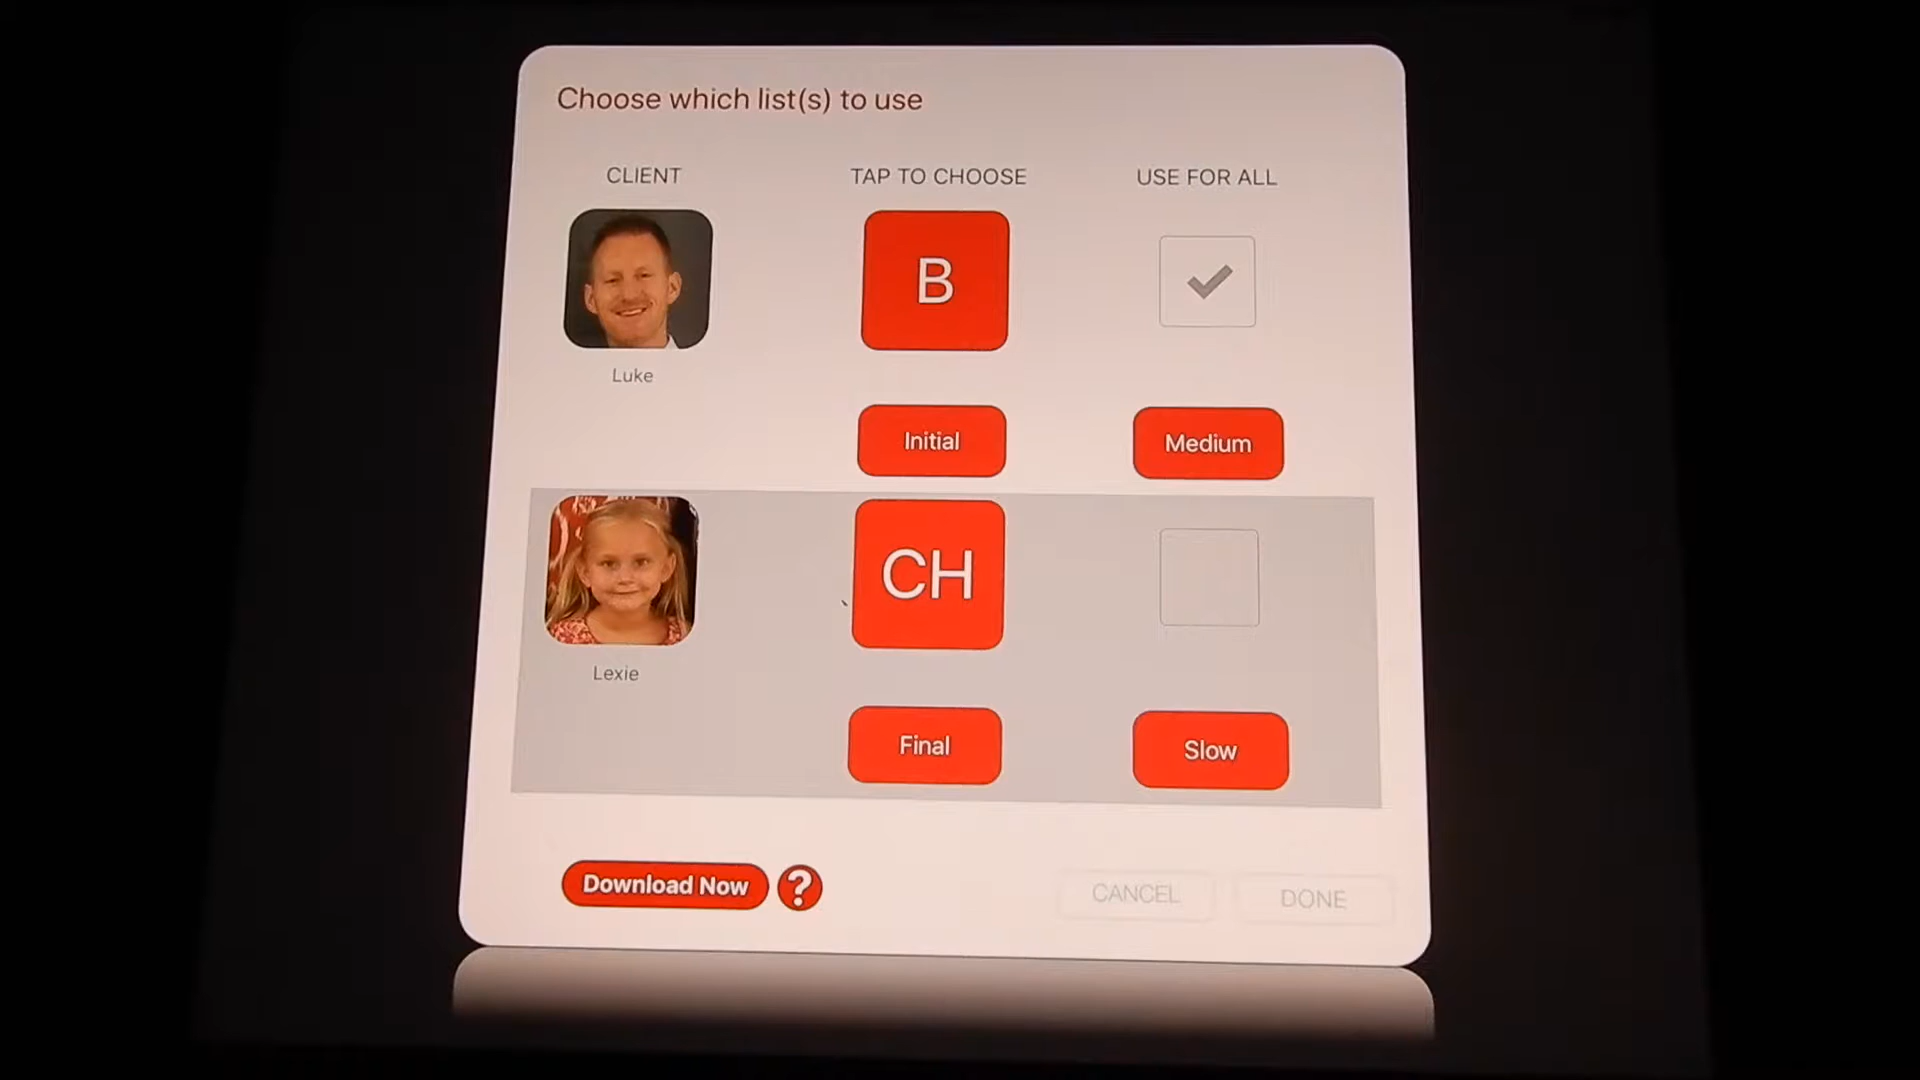 Choose which list(s) to use
CLIENT TAP TO CHOOSE USE FOR ALL
B
Luke
Initial Medium
CH
Lexie
Final Slow
Download Now ? CANCEL DONE